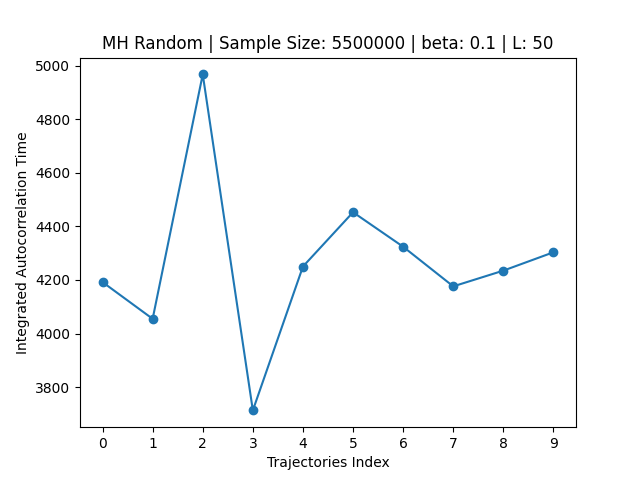 MH Random | Sample Size: 5500000 | beta: 0.1 | L: 50
5000
4800
4600
4400
4200
4000
3800
Integrated Autocorrelation Time
0 1 2 3 4 5 6 7 8 9
Trajectories Index